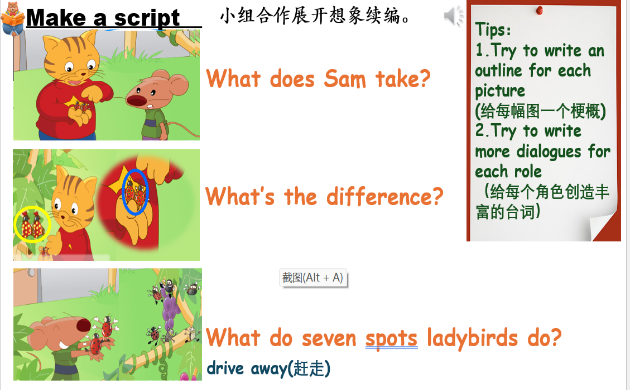 Make a script
小组合作展开想象续编。
What does Sam take?
What's the difference?
截图(Alt + A)
What do seven spots ladybirds do?
drive away(赶走)
Tips:
1.Try to write an
outline for each
picture
(给每幅图一个梗概)
2.Try to write
more dialogues for
each role
（给每个角色创造丰
富的台词）